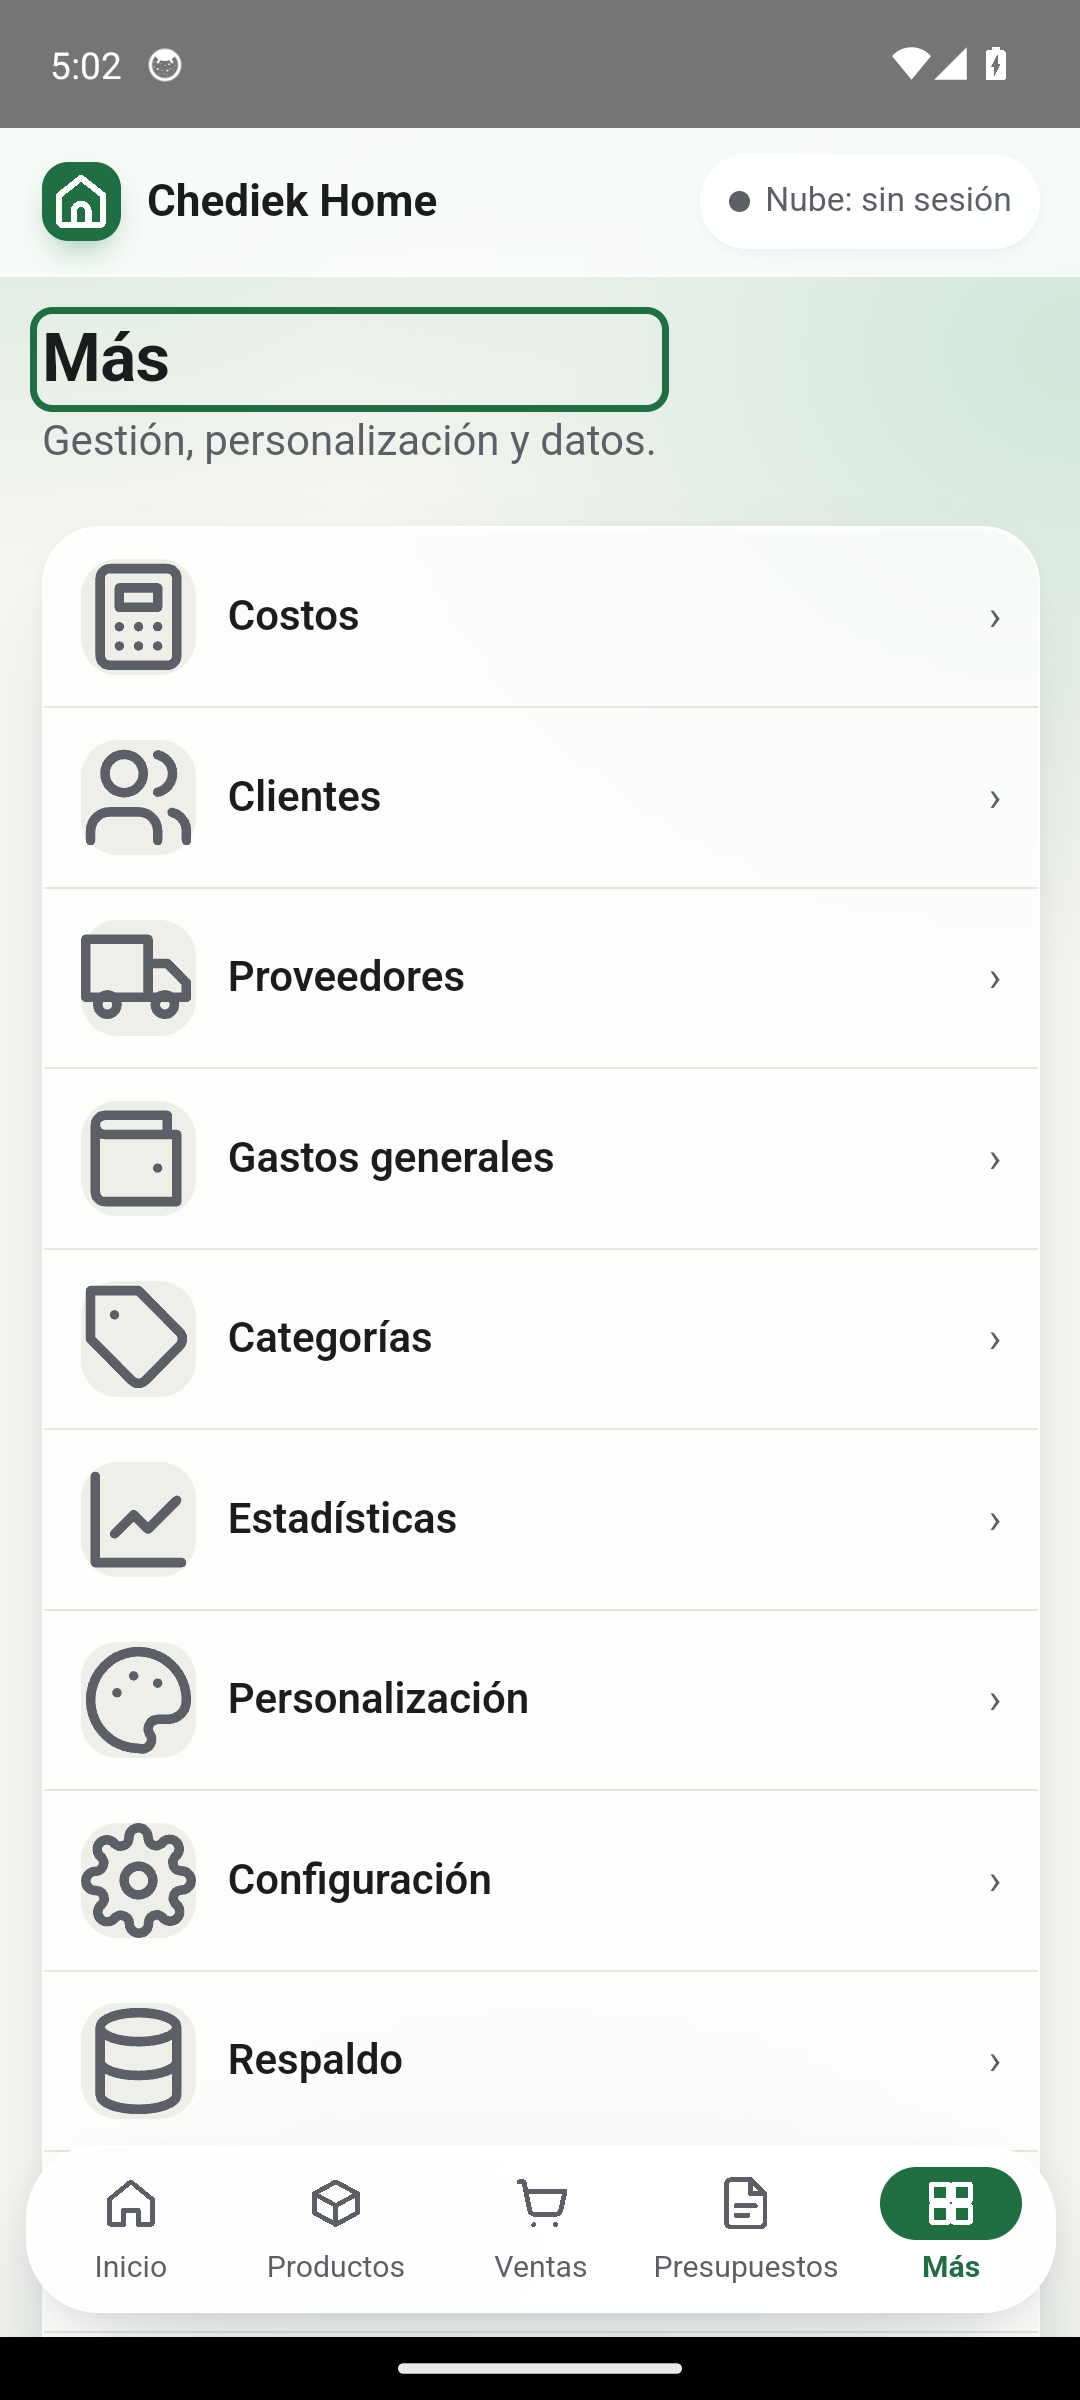 5:02
Chediek Home
Nube: sin sesión
Más
Gestión, personalización y datos.
Costos
Clientes
Proveedores
Gastos generales
Categorías
Estadísticas
Personalización
Configuración
Respaldo
Inicio
Productos
Ventas
Presupuestos
Más